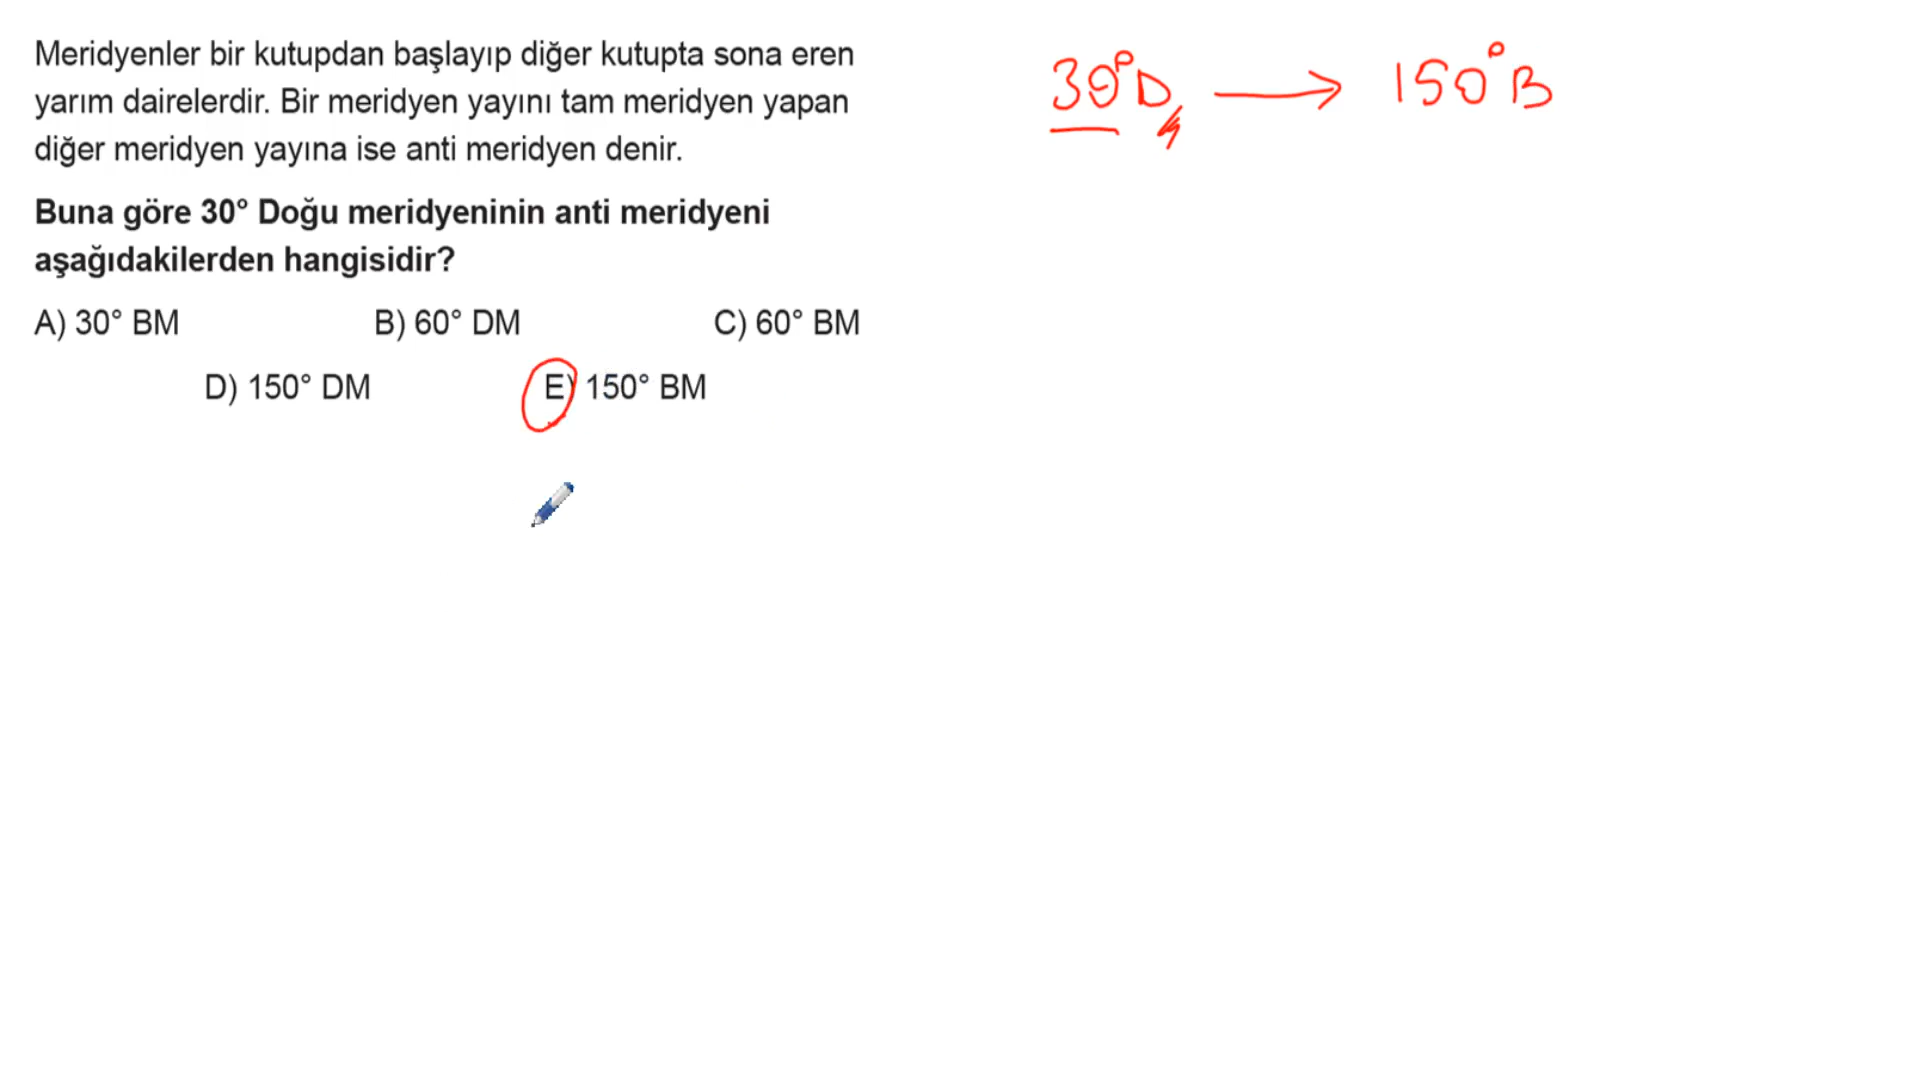 Meridyenler bir kutupdan başlayıp diğer kutupta sona eren
yarım dairelerdir. Bir meridyen yayını tam meridyen yapan
diğer meridyen yayına ise anti meridyen denir.
Buna göre 30° Doğu meridyeninin anti meridyeni
aşağıdakilerden hangisidir?
A) 30° BM B) 60° DM C) 60° BM
D) 150° DM E) 150° BM
30°D → 150°B